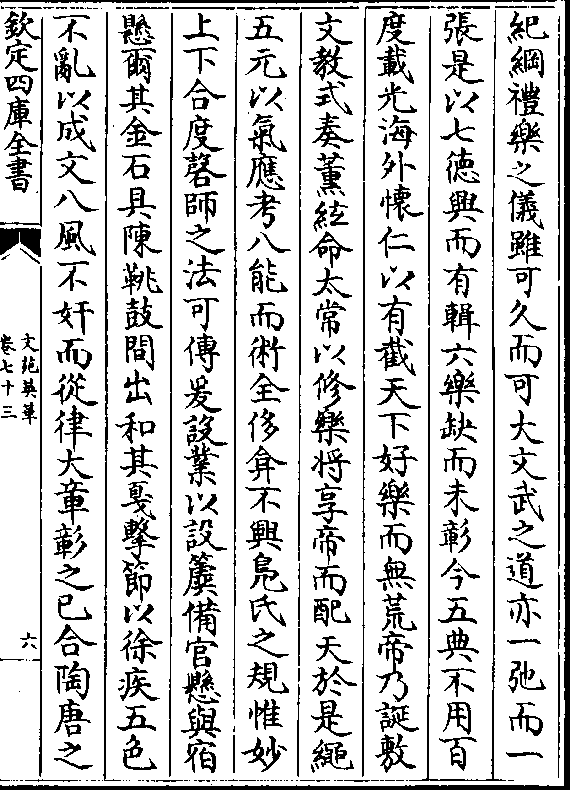 紀綱禮樂之儀雖可久而可大文武之道亦一弛而一
張是以七德興而有輯六樂缺而未彰今五典不用百
度載光海外懷仁以有截天下好樂而無荒帝乃誕敷
文教式奏薫絃命太常以修樂将享帝而配天於是繩
五元以氣應考八能而術全侈弇不興鳬氏之規惟妙
上下合度磬師之法可傳爰設業以設簴備官懸與宿
懸爾其金石具陳鞉鼓間出和其戛擊節以徐疾五色
不亂以成文八風不奸而從律大章彰之已合陶唐之
欽定四庫全書
文苑英華
卷七十三
六